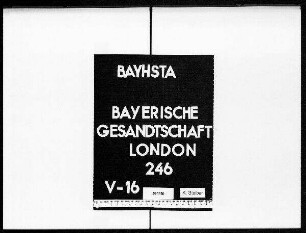 BAYHSTA
BAYERISCHE
GESANDTSCHAFT
LONDON
246
V-16